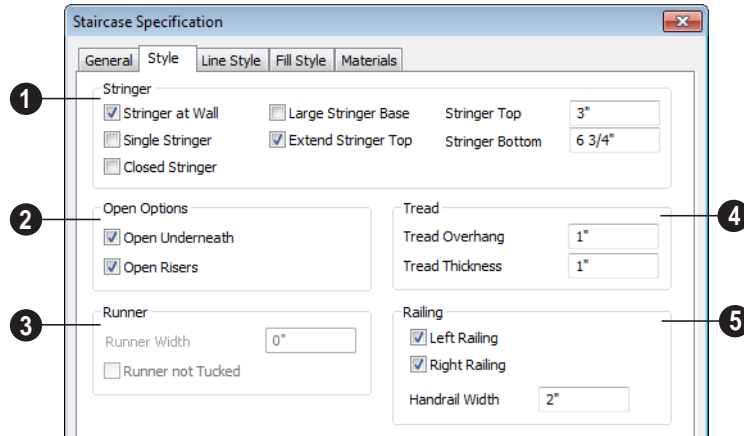 Staircase Specification
General Style Line Style Fill Style Materials
1
Stringer
Stringer at Wall Large Stringer Base Stringer Top 3"
Single Stringer Extend Stringer Top Stringer Bottom 6 3/4"
Closed Stringer
2
Open Options
Open Underneath
Open Risers
Tread
4
Tread Overhang 1"
Tread Thickness 1"
3
Runner
Runner Width 0"
Runner not Tucked
Railing
5
Left Railing
Right Railing
Handrail Width 2"